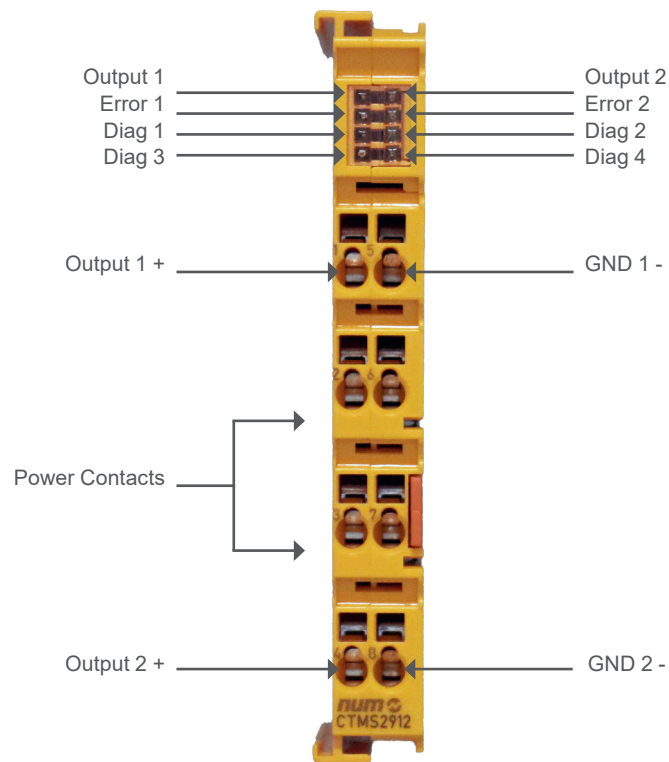 Output 1
Output 2
Error 1
Error 2
Diag 1
Diag 2
Diag 3
Diag 4
1 5
Output 1 +
GND 1 -
2 6
Power Contacts
3 7
4 8
Output 2 +
GND 2 -
num
CTMS2912